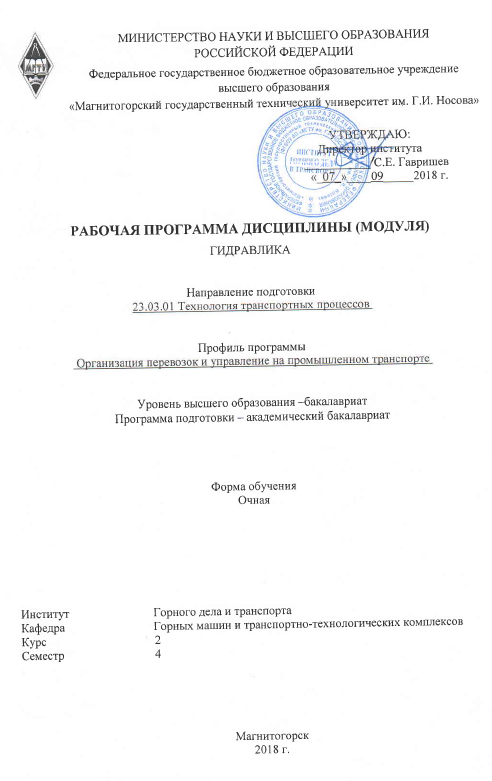 МИНИСТЕРСТВО НАУКИ И ВЫСШЕГО ОБРАЗОВАНИЯ
РОССИЙСКОЙ ФЕДЕРАЦИИ
Федеральное государственное бюджетное образовательное учреждение
высшего образования
«Магнитогорский государственный технический университет им. Г.И. Носова»
УТВЕРЖДАЮ:
Директор института
С.Е. Гавришев
« 07 » 09 2018 г.
РАБОЧАЯ ПРОГРАММА ДИСЦИПЛИНЫ (МОДУЛЯ)
ГИДРАВЛИКА
Направление подготовки
23.03.01 Технология транспортных процессов
Профиль программы
Организация перевозок и управление на промышленном транспорте
Уровень высшего образования –бакалавриат
Программа подготовки – академический бакалавриат
Форма обучения
Очная
Институт Горного дела и транспорта
Кафедра Горных машин и транспортно-технологических комплексов
Курс 2
Семестр 4
Магнитогорск
2018 г.